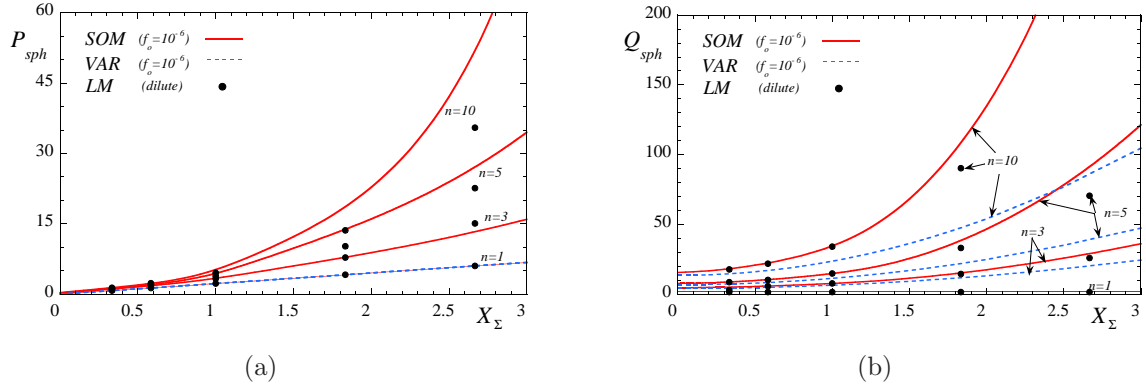 60
P_sph
SOM (f_o=10^-6)
VAR (f_o=10^-6)
LM (dilute)
45
n=10
30
n=5
15
n=3
n=1
0
0 0.5 1 1.5 2 2.5 3
X_Σ
(a)
200
Q_sph
SOM (f_o=10^-6)
VAR (f_o=10^-6)
LM (dilute)
150
100
n=10
50
n=5
n=3
n=1
0
0 0.5 1 1.5 2 2.5 3
X_Σ
(b)